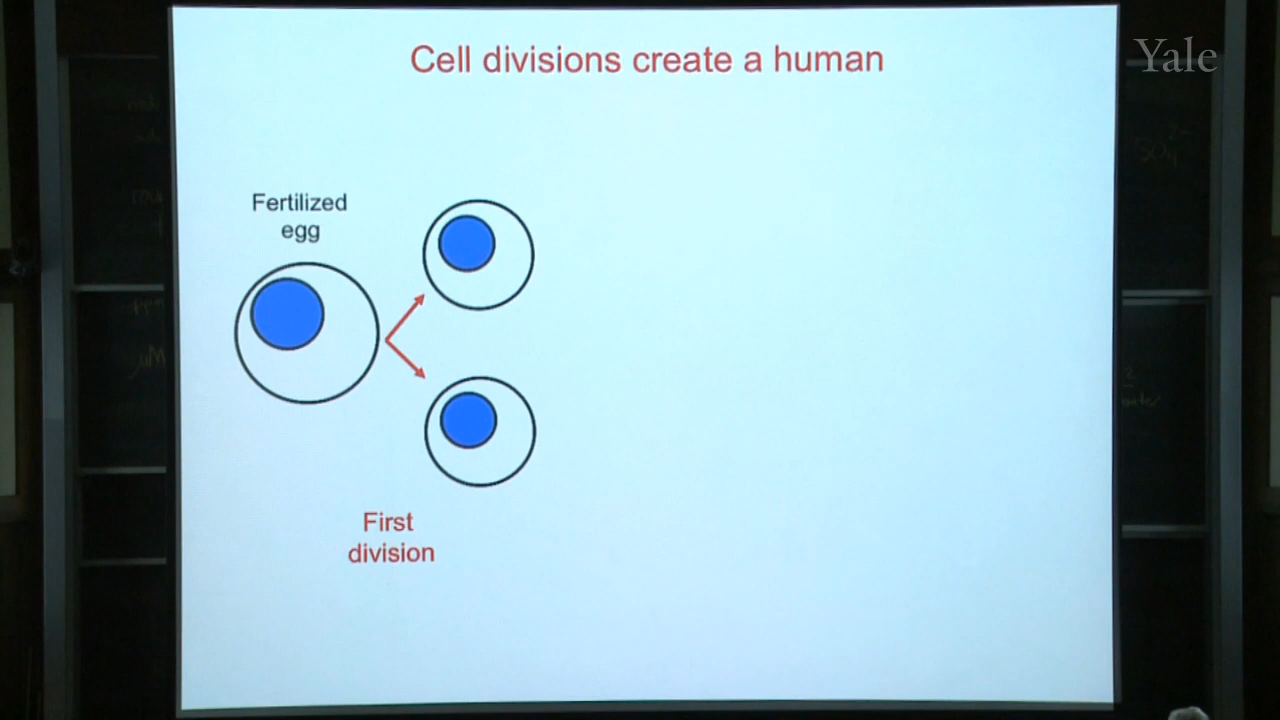 Cell divisions create a human
Yale
Fertilized
egg
First
division